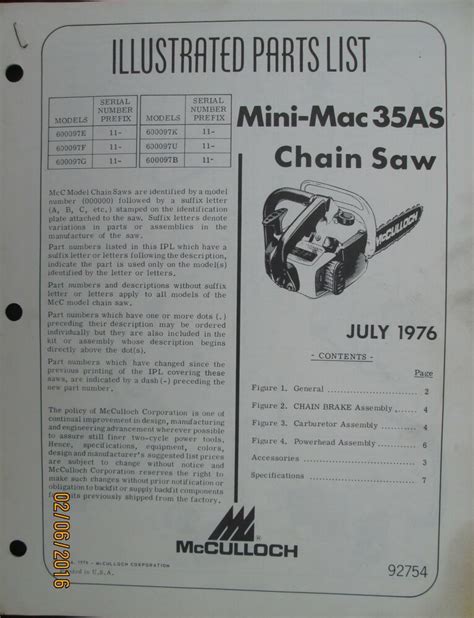 ILLUSTRATED PARTS LIST
MODELS SERIAL NUMBER PREFIX MODELS SERIAL NUMBER PREFIX
600097E 11- 600097K 11-
600097F 11- 600097U 11-
600097G 11- 600097B 11-
Mini-Mac 35AS
Chain Saw
McC Model Chain Saws are identified by a model
number (000000) followed by a suffix letter
(A, B, C, etc.,) stamped on the identification
plate attached to the saw. Suffix letters denote
variations in parts or assemblies in the
manufacture of the saw.
Part numbers listed in this IPL which have a
suffix letter or letters following the description,
indicate the part is used only on the model(s)
identified by the letter or letters.
Part numbers and descriptions without suffix
letter or letters apply to all models of the
McC model chain saw.
Part numbers which have one or more dots (.)
preceding their description may be ordered
individually but they are also included in the
kit or assembly whose description begins
directly above the dot(s).
Part numbers which have changed since the
previous printing of the IPL covering these
saws, are indicated by a dash (-) preceding the
new part number.
The policy of McCulloch Corporation is one of
continual improvement in design, manufacturing
and engineering advancement wherever possible
to assure still finer two-cycle power tools.
Hence, specifications, equipment, colors,
design and manufacturer's suggested list prices
are subject to change without notice and
McCulloch Corporation reserves the right to
make such changes without prior notification or
obligation to backfit or supply backfit components
for its previously shipped from the factory.
McCULLOCH
JULY 1976
- CONTENTS -
Page
Figure 1. General 2
Figure 2. CHAIN BRAKE Assembly 4
Figure 3. Carburetor Assembly 4
Figure 4. Powerhead Assembly 6
Accessories 3
Specifications 7
McCULLOCH
1976 - McCULLOCH CORPORATION
in U.S.A.
92754
02/06/2016